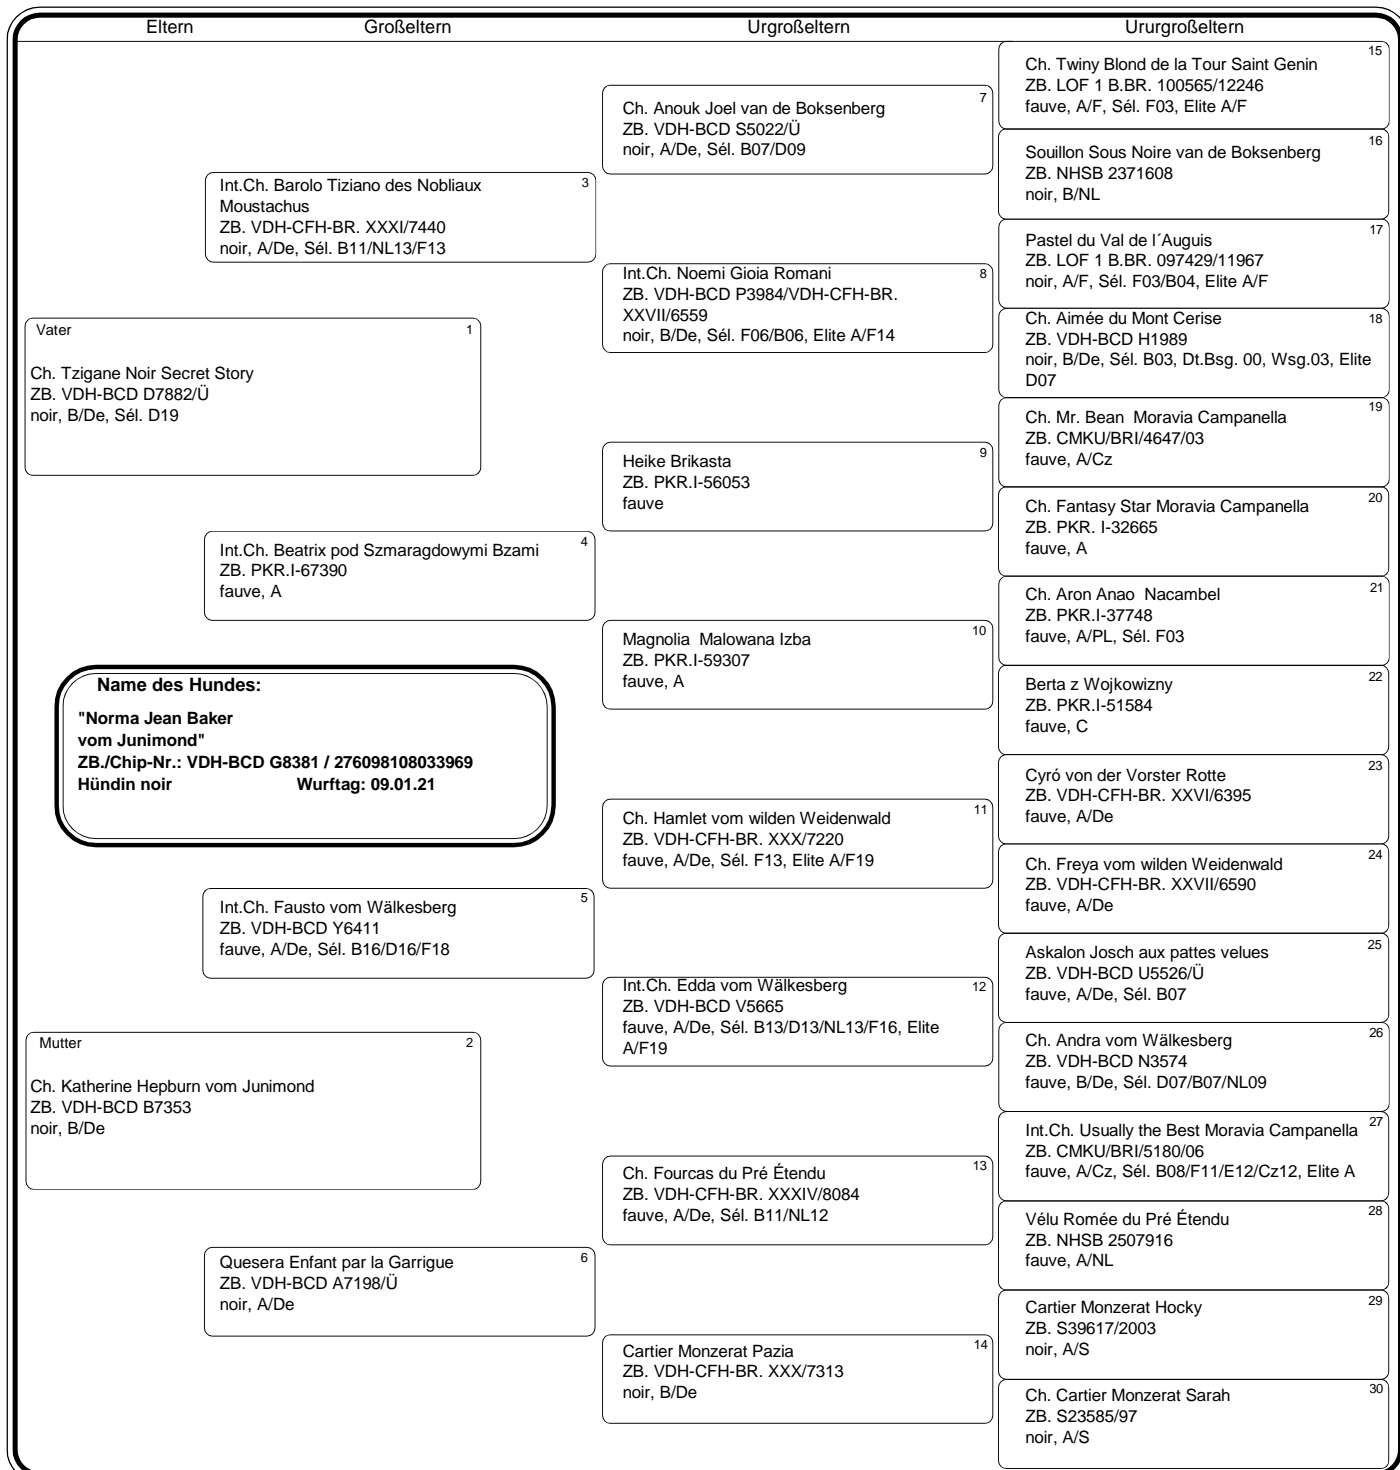 Eltern Großeltern Urgroßeltern Ururgroßeltern
Vater 1
Ch. Tzigane Noir Secret Story
ZB. VDH-BCD D7882/Ü
noir, B/De, Sél. D19
Name des Hundes:
"Norma Jean Baker
vom Junimond"
ZB./Chip-Nr.: VDH-BCD G8381 / 276098108033969
Hündin noir Wurftag: 09.01.21
Mutter 2
Ch. Katherine Hepburn vom Junimond
ZB. VDH-BCD B7353
noir, B/De
Int.Ch. Barolo Tiziano des Nobliaux 3
Moustachus
ZB. VDH-CFH-BR. XXXI/7440
noir, A/De, Sél. B11/NL13/F13
Int.Ch. Beatrix pod Szmaragdowymi Bzami 4
ZB. PKR.I-67390
fauve, A
Int.Ch. Fausto vom Wälkesberg 5
ZB. VDH-BCD Y6411
fauve, A/De, Sél. B16/D16/F18
Quesera Enfant par la Garrigue 6
ZB. VDH-BCD A7198/Ü
noir, A/De
Ch. Anouk Joel van de Boksenberg 7
ZB. VDH-BCD S5022/Ü
noir, A/De, Sél. B07/D09
Int.Ch. Noemi Gioia Romani 8
ZB. VDH-BCD P3984/VDH-CFH-BR.
XXVII/6559
noir, B/De, Sél. F06/B06, Elite A/F14
Heike Brikasta 9
ZB. PKR.I-56053
fauve
Magnolia Malowana Izba 10
ZB. PKR.I-59307
fauve, A
Ch. Hamlet vom wilden Weidenwald 11
ZB. VDH-CFH-BR. XXX/7220
fauve, A/De, Sél. F13, Elite A/F19
Int.Ch. Edda vom Wälkesberg 12
ZB. VDH-BCD V5665
fauve, A/De, Sél. B13/D13/NL13/F16, Elite
A/F19
Ch. Fourcas du Pré Étendu 13
ZB. VDH-CFH-BR. XXXIV/8084
fauve, A/De, Sél. B11/NL12
Cartier Monzerat Pazia 14
ZB. VDH-CFH-BR. XXX/7313
noir, B/De
Ch. Twiny Blond de la Tour Saint Genin 15
ZB. LOF 1 B.BR. 100565/12246
fauve, A/F, Sél. F03, Elite A/F
Souillon Sous Noire van de Boksenberg 16
ZB. NHSB 2371608
noir, B/NL
Pastel du Val de l´Auguis 17
ZB. LOF 1 B.BR. 097429/11967
noir, A/F, Sél. F03/B04, Elite A/F
Ch. Aimée du Mont Cerise 18
ZB. VDH-BCD H1989
noir, B/De, Sél. B03, Dt.Bsg. 00, Wsg.03, Elite
D07
Ch. Mr. Bean Moravia Campanella 19
ZB. CMKU/BRI/4647/03
fauve, A/Cz
Ch. Fantasy Star Moravia Campanella 20
ZB. PKR. I-32665
fauve, A
Ch. Aron Anao Nacambel 21
ZB. PKR.I-37748
fauve, A/PL, Sél. F03
Berta z Wojkowizny 22
ZB. PKR.I-51584
fauve, C
Cyró von der Vorster Rotte 23
ZB. VDH-CFH-BR. XXVI/6395
fauve, A/De
Ch. Freya vom wilden Weidenwald 24
ZB. VDH-CFH-BR. XXVII/6590
fauve, A/De
Askalon Josch aux pattes velues 25
ZB. VDH-BCD U5526/Ü
fauve, A/De, Sél. B07
Ch. Andra vom Wälkesberg 26
ZB. VDH-BCD N3574
fauve, B/De, Sél. D07/B07/NL09
Int.Ch. Usually the Best Moravia Campanella 27
ZB. CMKU/BRI/5180/06
fauve, A/Cz, Sél. B08/F11/E12/Cz12, Elite A
Vélu Romée du Pré Étendu 28
ZB. NHSB 2507916
fauve, A/NL
Cartier Monzerat Hocky 29
ZB. S39617/2003
noir, A/S
Ch. Cartier Monzerat Sarah 30
ZB. S23585/97
noir, A/S